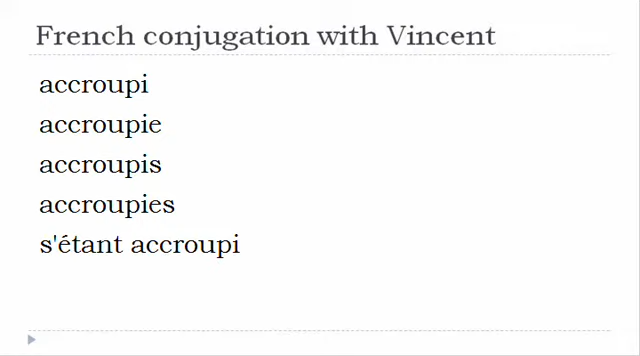 French conjugation with Vincent
accroupi
accroupie
accroupis
accroupies
s'étant accroupi